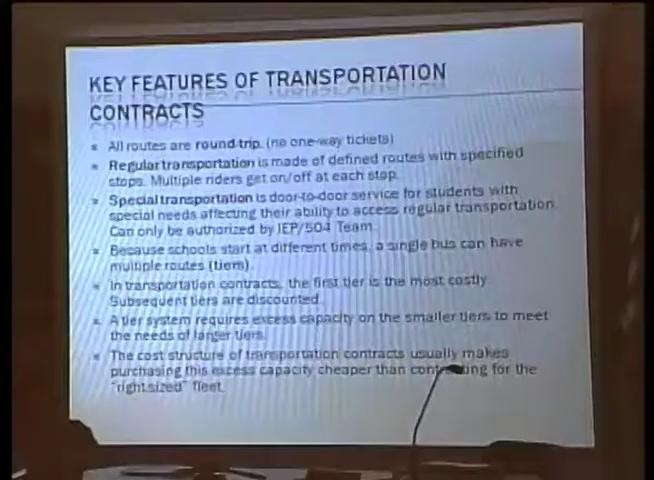 KEY FEATURES OF TRANSPORTATION
CONTRACTS
All routes are round trip. (no one-way tickets)
Regular transportation is made of defined routes with specified
stops. Multiple riders get on/off at each stop.
Special transportation is door-to-door service for students with
special needs affecting their ability to access regular transportation.
Can only be authorized by IEP/504 Team.
Because schools start at different times, a single bus can have
multiple routes (tiers).
In transportation contracts, the first tier is the most costly.
Subsequent tiers are discounted.
A tier system requires excess capacity on the smaller tiers to meet
the needs of larger tiers.
The cost structure of transportation contracts usually makes
purchasing this excess capacity cheaper than contracting for the
"right sized" fleet.